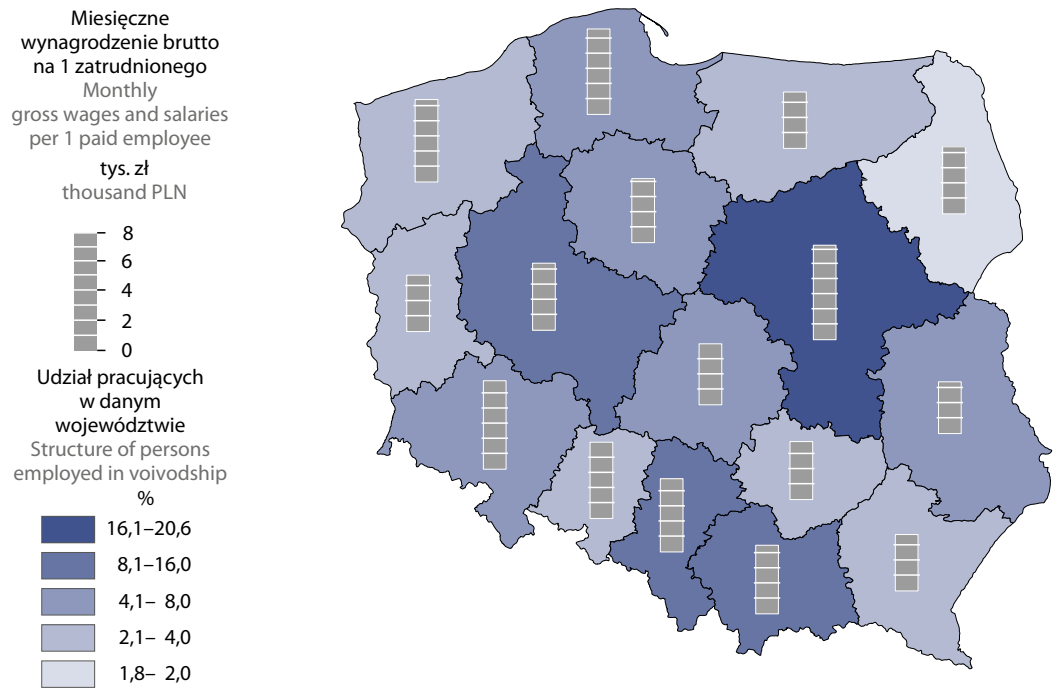 Miesięczne
wynagrodzenie brutto
na 1 zatrudnionego
Monthly
gross wages and salaries
per 1 paid employee
tys. zł
thousand PLN
8
6
4
2
0
Udział pracujących
w danym
województwie
Structure of persons
employed in voivodship
%
16,1–20,6
8,1–16,0
4,1– 8,0
2,1– 4,0
1,8– 2,0